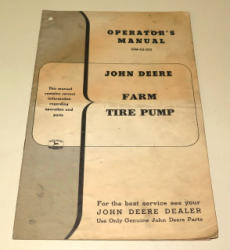 OPERATOR'S
MANUAL
JOHN DEERE
FARM
TIRE PUMP
This manual
contains correct
information
regarding
operation and
parts
For the best service see your
JOHN DEERE DEALER
Use Only Genuine John Deere Parts